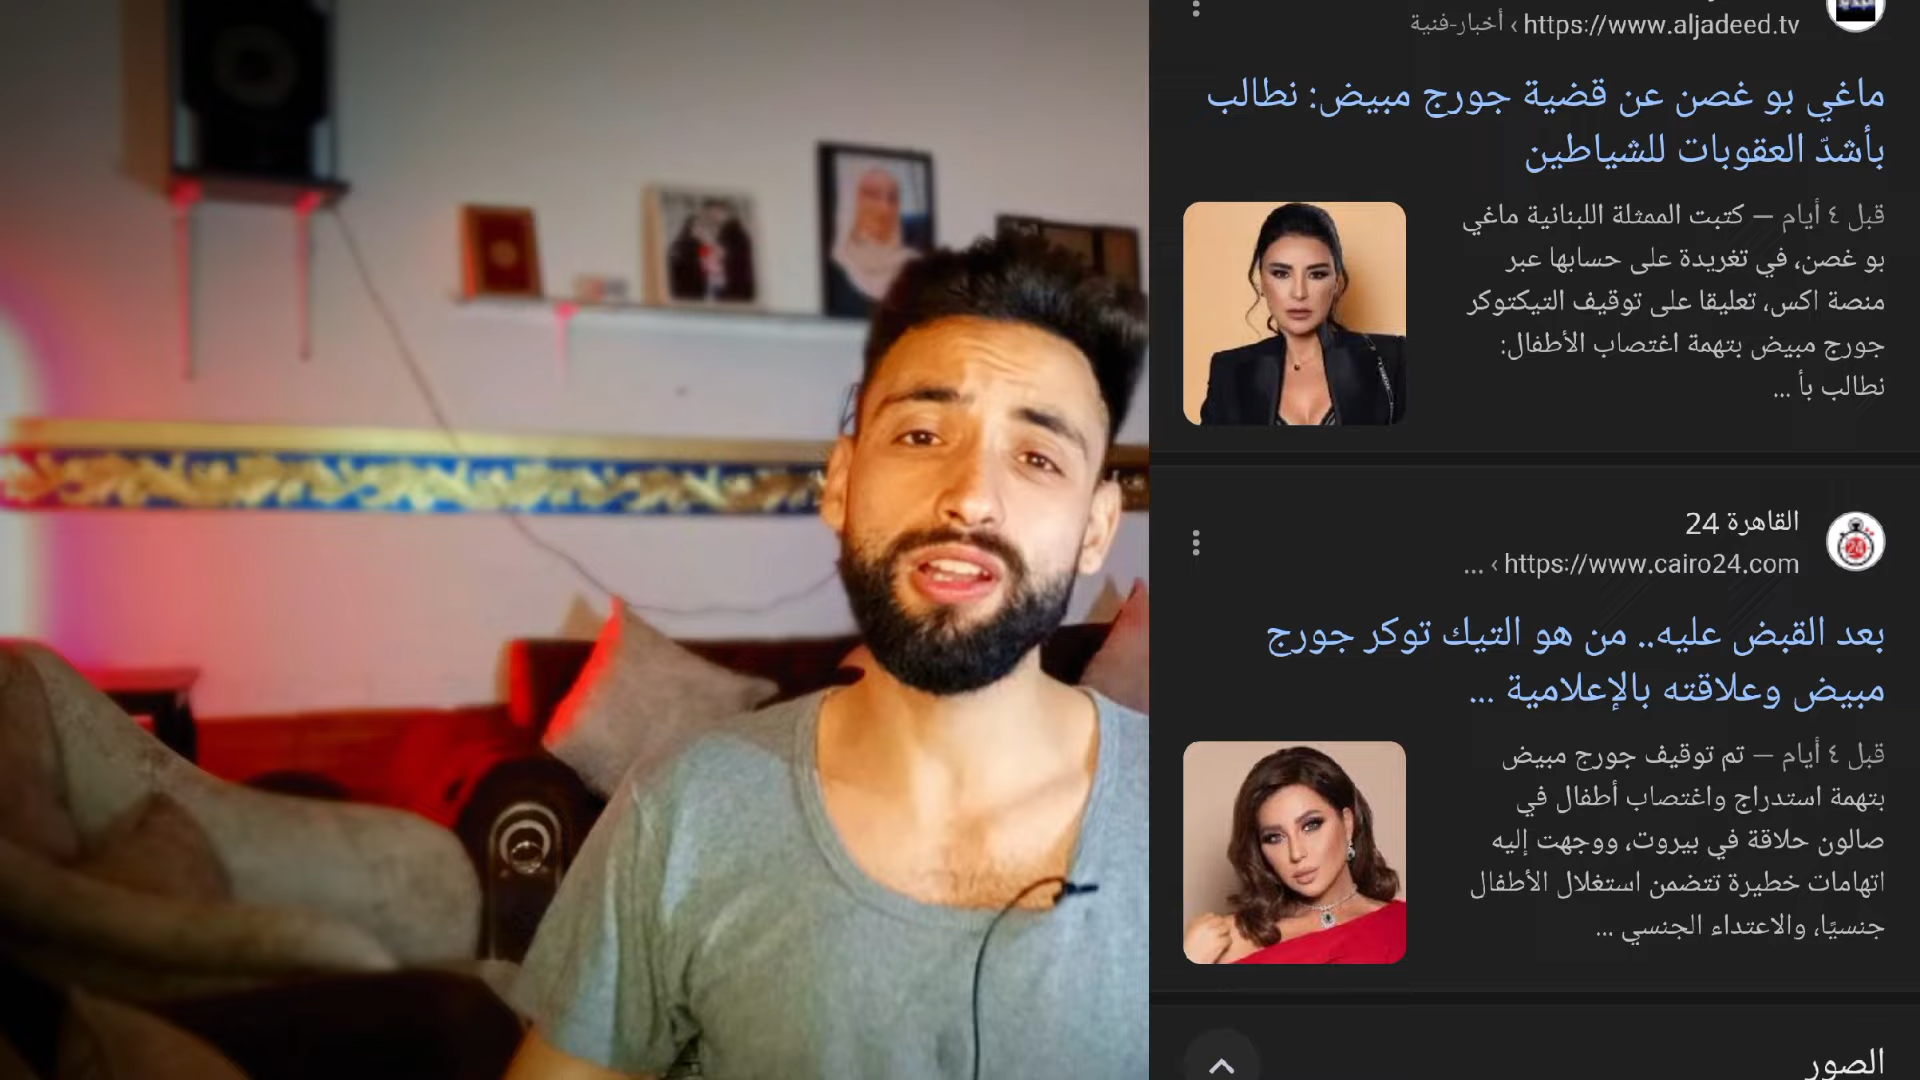 https://www.aljadeed.tv › أخبار-فنية
ماغي بو غصن عن قضية جورج مبيض: نطالب
بأشدّ العقوبات للشياطين
قبل ٤ أيام — كتبت الممثلة اللبنانية ماغي
بو غصن، في تغريدة على حسابها عبر
منصة اكس، تعليقا على توقيف التيكتوكر
جورج مبيض بتهمة اغتصاب الأطفال:
نطالب بأ ...
القاهرة 24
https://www.cairo24.com › ...
24
بعد القبض عليه.. من هو التيك توكر جورج
مبيض وعلاقته بالإعلامية ...
قبل ٤ أيام — تم توقيف جورج مبيض
بتهمة استدراج واغتصاب أطفال في
صالون حلاقة في بيروت، ووجهت إليه
اتهامات خطيرة تتضمن استغلال الأطفال
جنسيًا، والاعتداء الجنسي ...
الصور